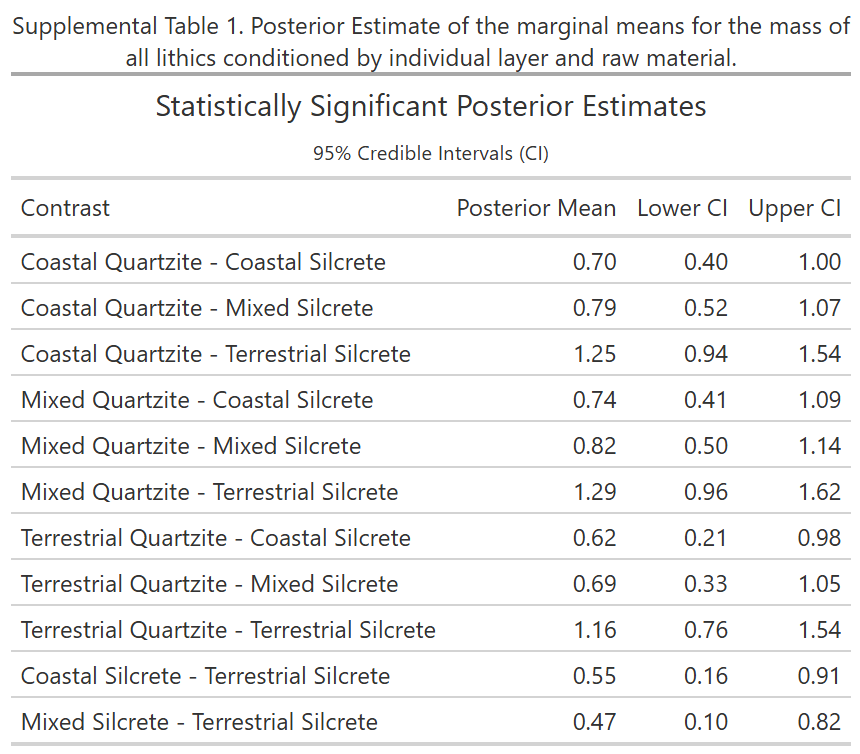 Supplemental Table 1. Posterior Estimate of the marginal means for the mass of
all lithics conditioned by individual layer and raw material.
Statistically Significant Posterior Estimates
95% Credible Intervals (CI)
Contrast Posterior Mean Lower CI Upper CI
Coastal Quartzite - Coastal Silcrete 0.70 0.40 1.00
Coastal Quartzite - Mixed Silcrete 0.79 0.52 1.07
Coastal Quartzite - Terrestrial Silcrete 1.25 0.94 1.54
Mixed Quartzite - Coastal Silcrete 0.74 0.41 1.09
Mixed Quartzite - Mixed Silcrete 0.82 0.50 1.14
Mixed Quartzite - Terrestrial Silcrete 1.29 0.96 1.62
Terrestrial Quartzite - Coastal Silcrete 0.62 0.21 0.98
Terrestrial Quartzite - Mixed Silcrete 0.69 0.33 1.05
Terrestrial Quartzite - Terrestrial Silcrete 1.16 0.76 1.54
Coastal Silcrete - Terrestrial Silcrete 0.55 0.16 0.91
Mixed Silcrete - Terrestrial Silcrete 0.47 0.10 0.82